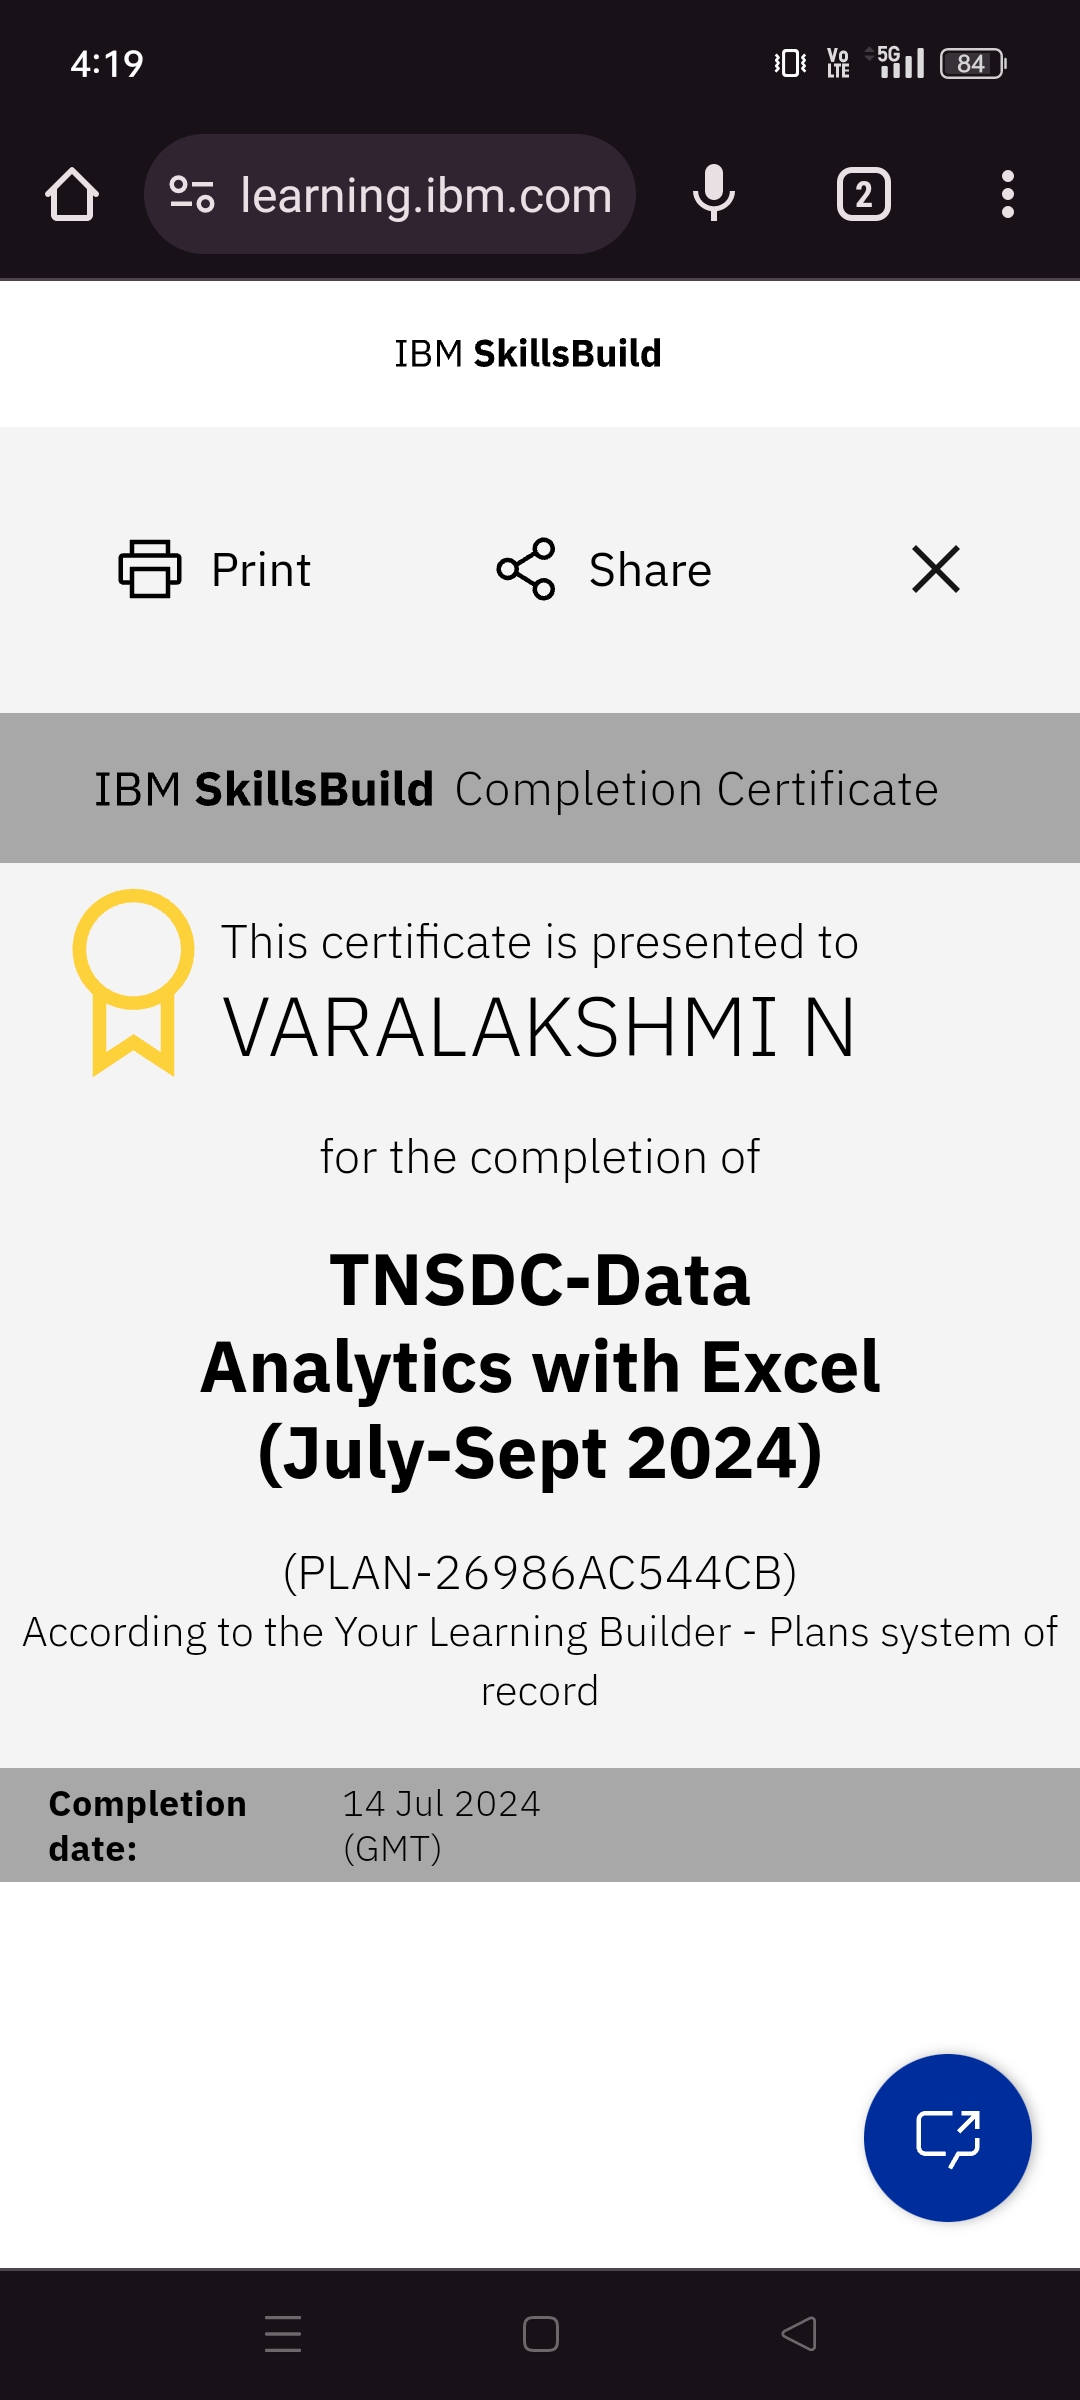 4:19
Vo LTE 5G 84
learning.ibm.com 2
IBM SkillsBuild
Print Share
IBM SkillsBuild Completion Certificate
This certificate is presented to
VARALAKSHMI N
for the completion of
TNSDC-Data
Analytics with Excel
(July-Sept 2024)
(PLAN-26986AC544CB)
According to the Your Learning Builder - Plans system of
record
Completion 14 Jul 2024
date: (GMT)